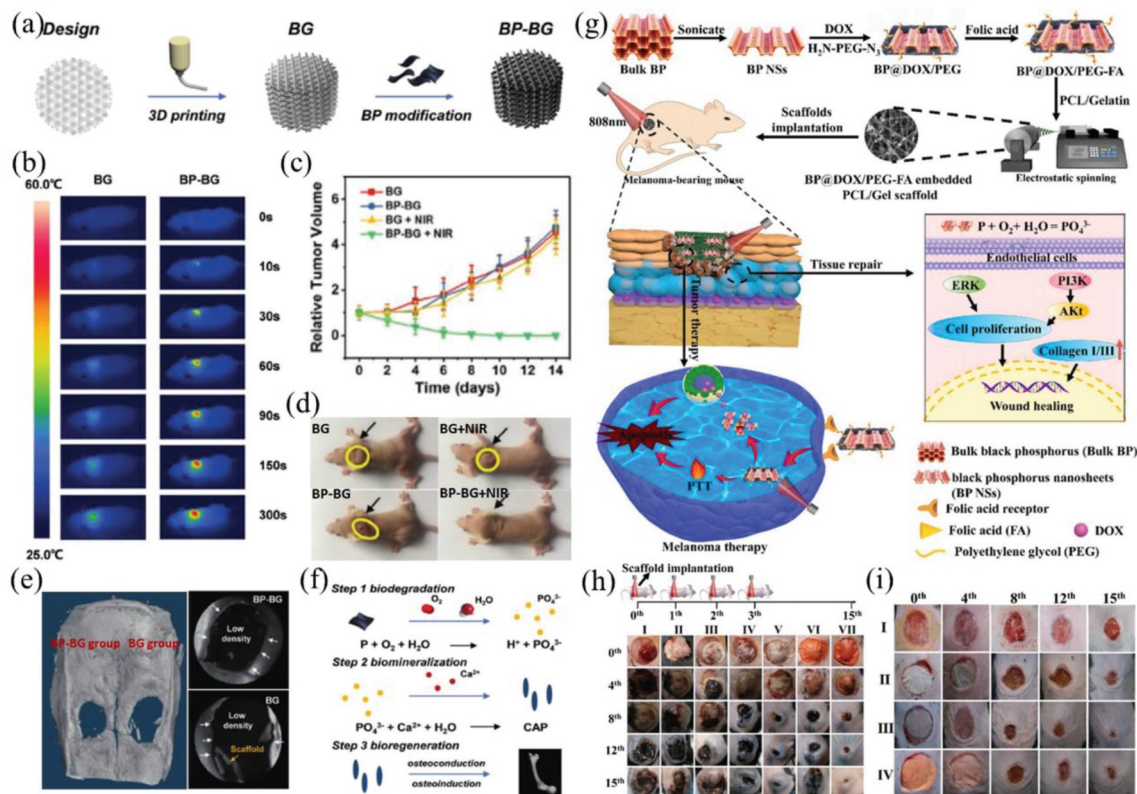 (a)
Design
3D printing
BG
BP modification
BP-BG
(b)
60.0℃
25.0℃
BG
BP-BG
0s
10s
30s
60s
90s
150s
300s
(c)
Relative Tumor Volume
4
2
0
BG
BP-BG
BG + NIR
BP-BG + NIR
0 2 4 6 8 10 12 14
Time (days)
(d)
BG
BG+NIR
BP-BG
BP-BG+NIR
(e)
BP-BG group
BG group
BP-BG
Low
density
BG
Low
density
Scaffold
(f)
Step 1 biodegradation
O₂
H₂O
PO₄³⁻
P + O₂ + H₂O
H⁺ + PO₄³⁻
Step 2 biomineralization
Ca²⁺
PO₄³⁻ + Ca²⁺ + H₂O
CAP
Step 3 bioregeneration
osteoconduction
osteoinduction
(g)
Bulk BP
Sonicate
BP NSs
DOX
H₂N-PEG-N₃
BP@DOX/PEG
Folic acid
BP@DOX/PEG-FA
PCL/Gelatin
Electrostatic spinning
BP@DOX/PEG-FA embedded
PCL/Gel scaffold
Scaffolds
implantation
808nm
Melanoma-bearing mouse
Tissue repair
Tumor therapy
PTT
Melanoma therapy
P + O₂+ H₂O = PO₄³⁻
Endothelial cells
ERK
PI3K
AKt
Cell proliferation
Collagen I/III
Wound healing
Bulk black phosphorus (Bulk BP)
black phosphorus nanosheets
(BP NSs)
Folic acid receptor
Folic acid (FA)
DOX
Polyethylene glycol (PEG)
(h)
Scaffold implantation
0th 1th 2th 3th 15th
I II III IV V VI VII
0th
4th
8th
12th
15th
(i)
0th 4th 8th 12th 15th
I
II
III
IV